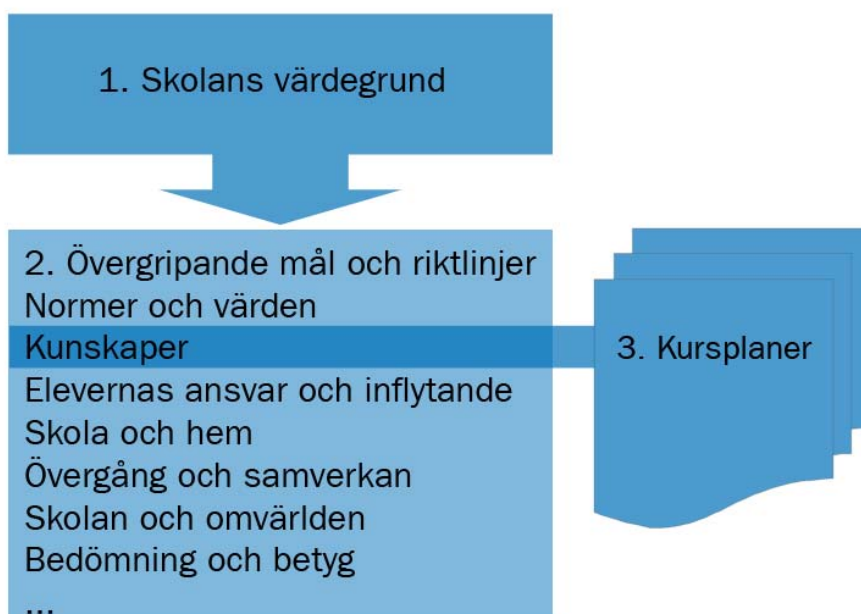 1. Skolans värdegrund
2. Övergripande mål och riktlinjer
Normer och värden
Kunskaper
Elevernas ansvar och inflytande
Skola och hem
Övergång och samverkan
Skolan och omvärlden
Bedömning och betyg
...
3. Kursplaner